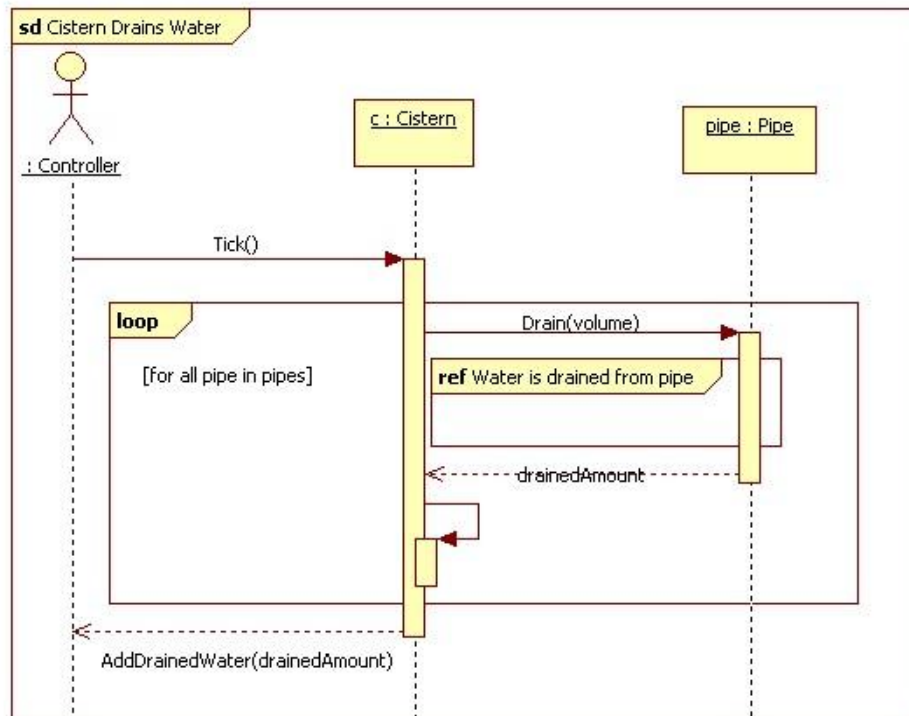 sd Cistern Drains Water
: Controller
c : Cistern
pipe : Pipe
Tick()
loop
[for all pipe in pipes]
Drain(volume)
ref Water is drained from pipe
drainedAmount
AddDrainedWater(drainedAmount)